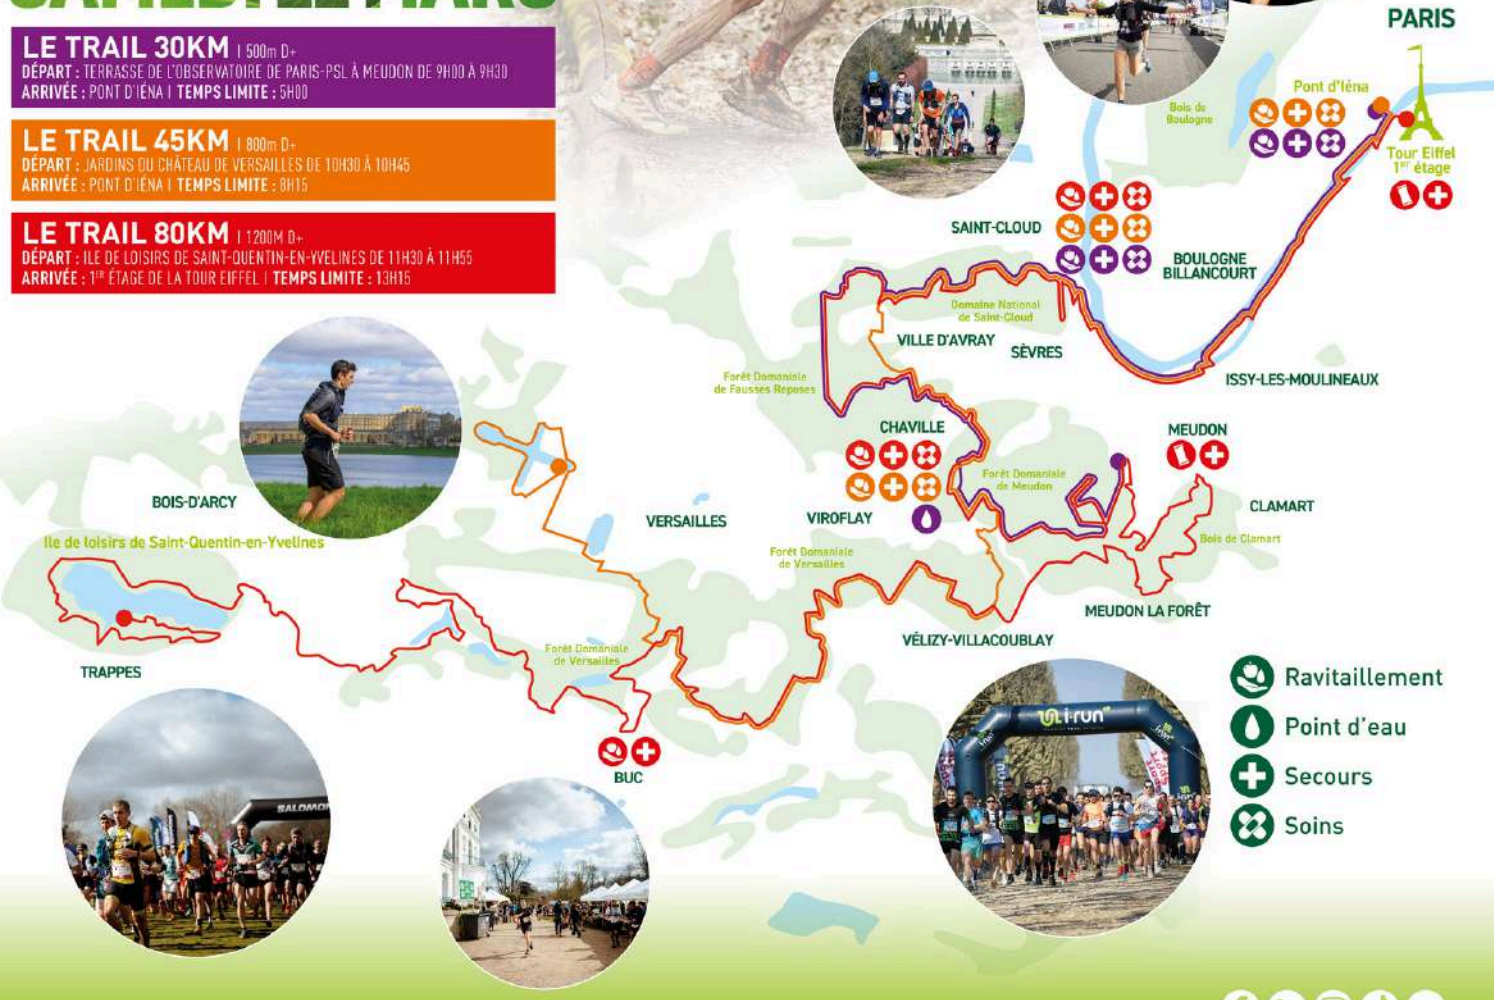 LE TRAIL 30KM | 500m D+
DÉPART : TERRASSE DE L'OBSERVATOIRE DE PARIS-PSL À MEUDON DE 9H00 À 9H30
ARRIVÉE : PONT D'IÉNA | TEMPS LIMITE : 5H00
LE TRAIL 45KM | 800m D+
DÉPART : JARDINS DU CHÂTEAU DE VERSAILLES DE 10H30 À 10H45
ARRIVÉE : PONT D'IÉNA | TEMPS LIMITE : 8H15
LE TRAIL 80KM | 1200M D+
DÉPART : ILE DE LOISIRS DE SAINT-QUENTIN-EN-YVELINES DE 11H30 À 11H55
ARRIVÉE : 1ER ÉTAGE DE LA TOUR EIFFEL | TEMPS LIMITE : 13H15
PARIS
Pont d'Iéna
Bois de
Boulogne
Tour Eiffel
1er étage
SAINT-CLOUD
BOULOGNE
BILLANCOURT
Domaine National
de Saint-Cloud
VILLE D'AVRAY
SÈVRES
ISSY-LES-MOULINEAUX
Forêt Domaniale
de Fausses Reposes
CHAVILLE
MEUDON
Forêt Domaniale
de Meudon
CLAMART
VIROFLAY
Bois de Clamart
BOIS-D'ARCY
VERSAILLES
Ile de loisirs de Saint-Quentin-en-Yvelines
Forêt Domaniale
de Versailles
MEUDON LA FORÊT
VÉLIZY-VILLACOUBLAY
Forêt Domaniale
de Versailles
TRAPPES
BUC
Ravitaillement
Point d'eau
Secours
Soins
i-run
SALOMON